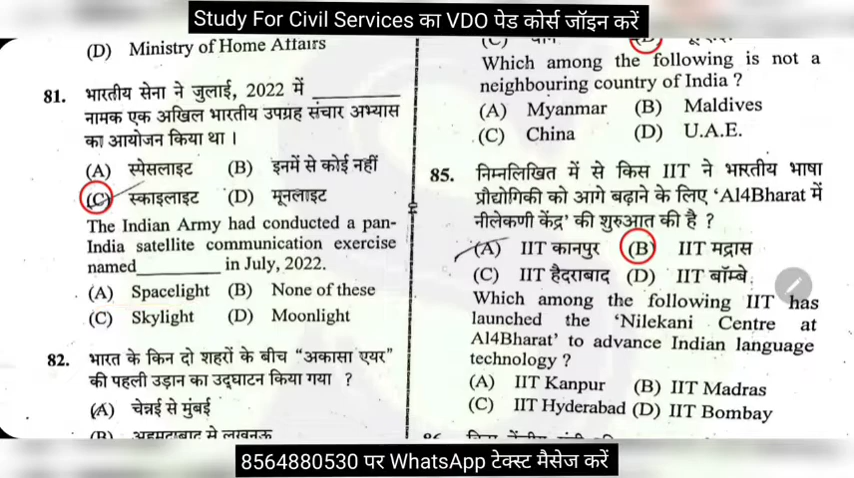 Study For Civil Services का VDO पेड कोर्स जॉइन करें
(D) Ministry of Home Affairs
81. भारतीय सेना ने जुलाई, 2022 में ________
नामक एक अखिल भारतीय उपग्रह संचार अभ्यास
का आयोजन किया था ।
(A) स्पेसलाइट (B) इनमें से कोई नहीं
(C) स्काइलाइट (D) मूनलाइट
The Indian Army had conducted a pan-
India satellite communication exercise
named________ in July, 2022.
(A) Spacelight (B) None of these
(C) Skylight (D) Moonlight
82. भारत के किन दो शहरों के बीच “अकासा एयर”
की पहली उड़ान का उद्घाटन किया गया ?
(A) चेन्नई से मुंबई
(B) अहमदाबाद से लखनऊ
Which among the following is not a
neighbouring country of India ?
(A) Myanmar (B) Maldives
(C) China (D) U.A.E.
85. निम्नलिखित में से किस IIT ने भारतीय भाषा
प्रौद्योगिकी को आगे बढ़ाने के लिए ‘Al4Bharat में
नीलेकणी केंद्र’ की शुरुआत की है ?
(A) IIT कानपुर (B) IIT मद्रास
(C) IIT हैदराबाद (D) IIT बॉम्बे
Which among the following IIT has
launched the ‘Nilekani Centre at
Al4Bharat’ to advance Indian language
technology ?
(A) IIT Kanpur (B) IIT Madras
(C) IIT Hyderabad (D) IIT Bombay
8564880530 पर WhatsApp टेक्स्ट मैसेज करें